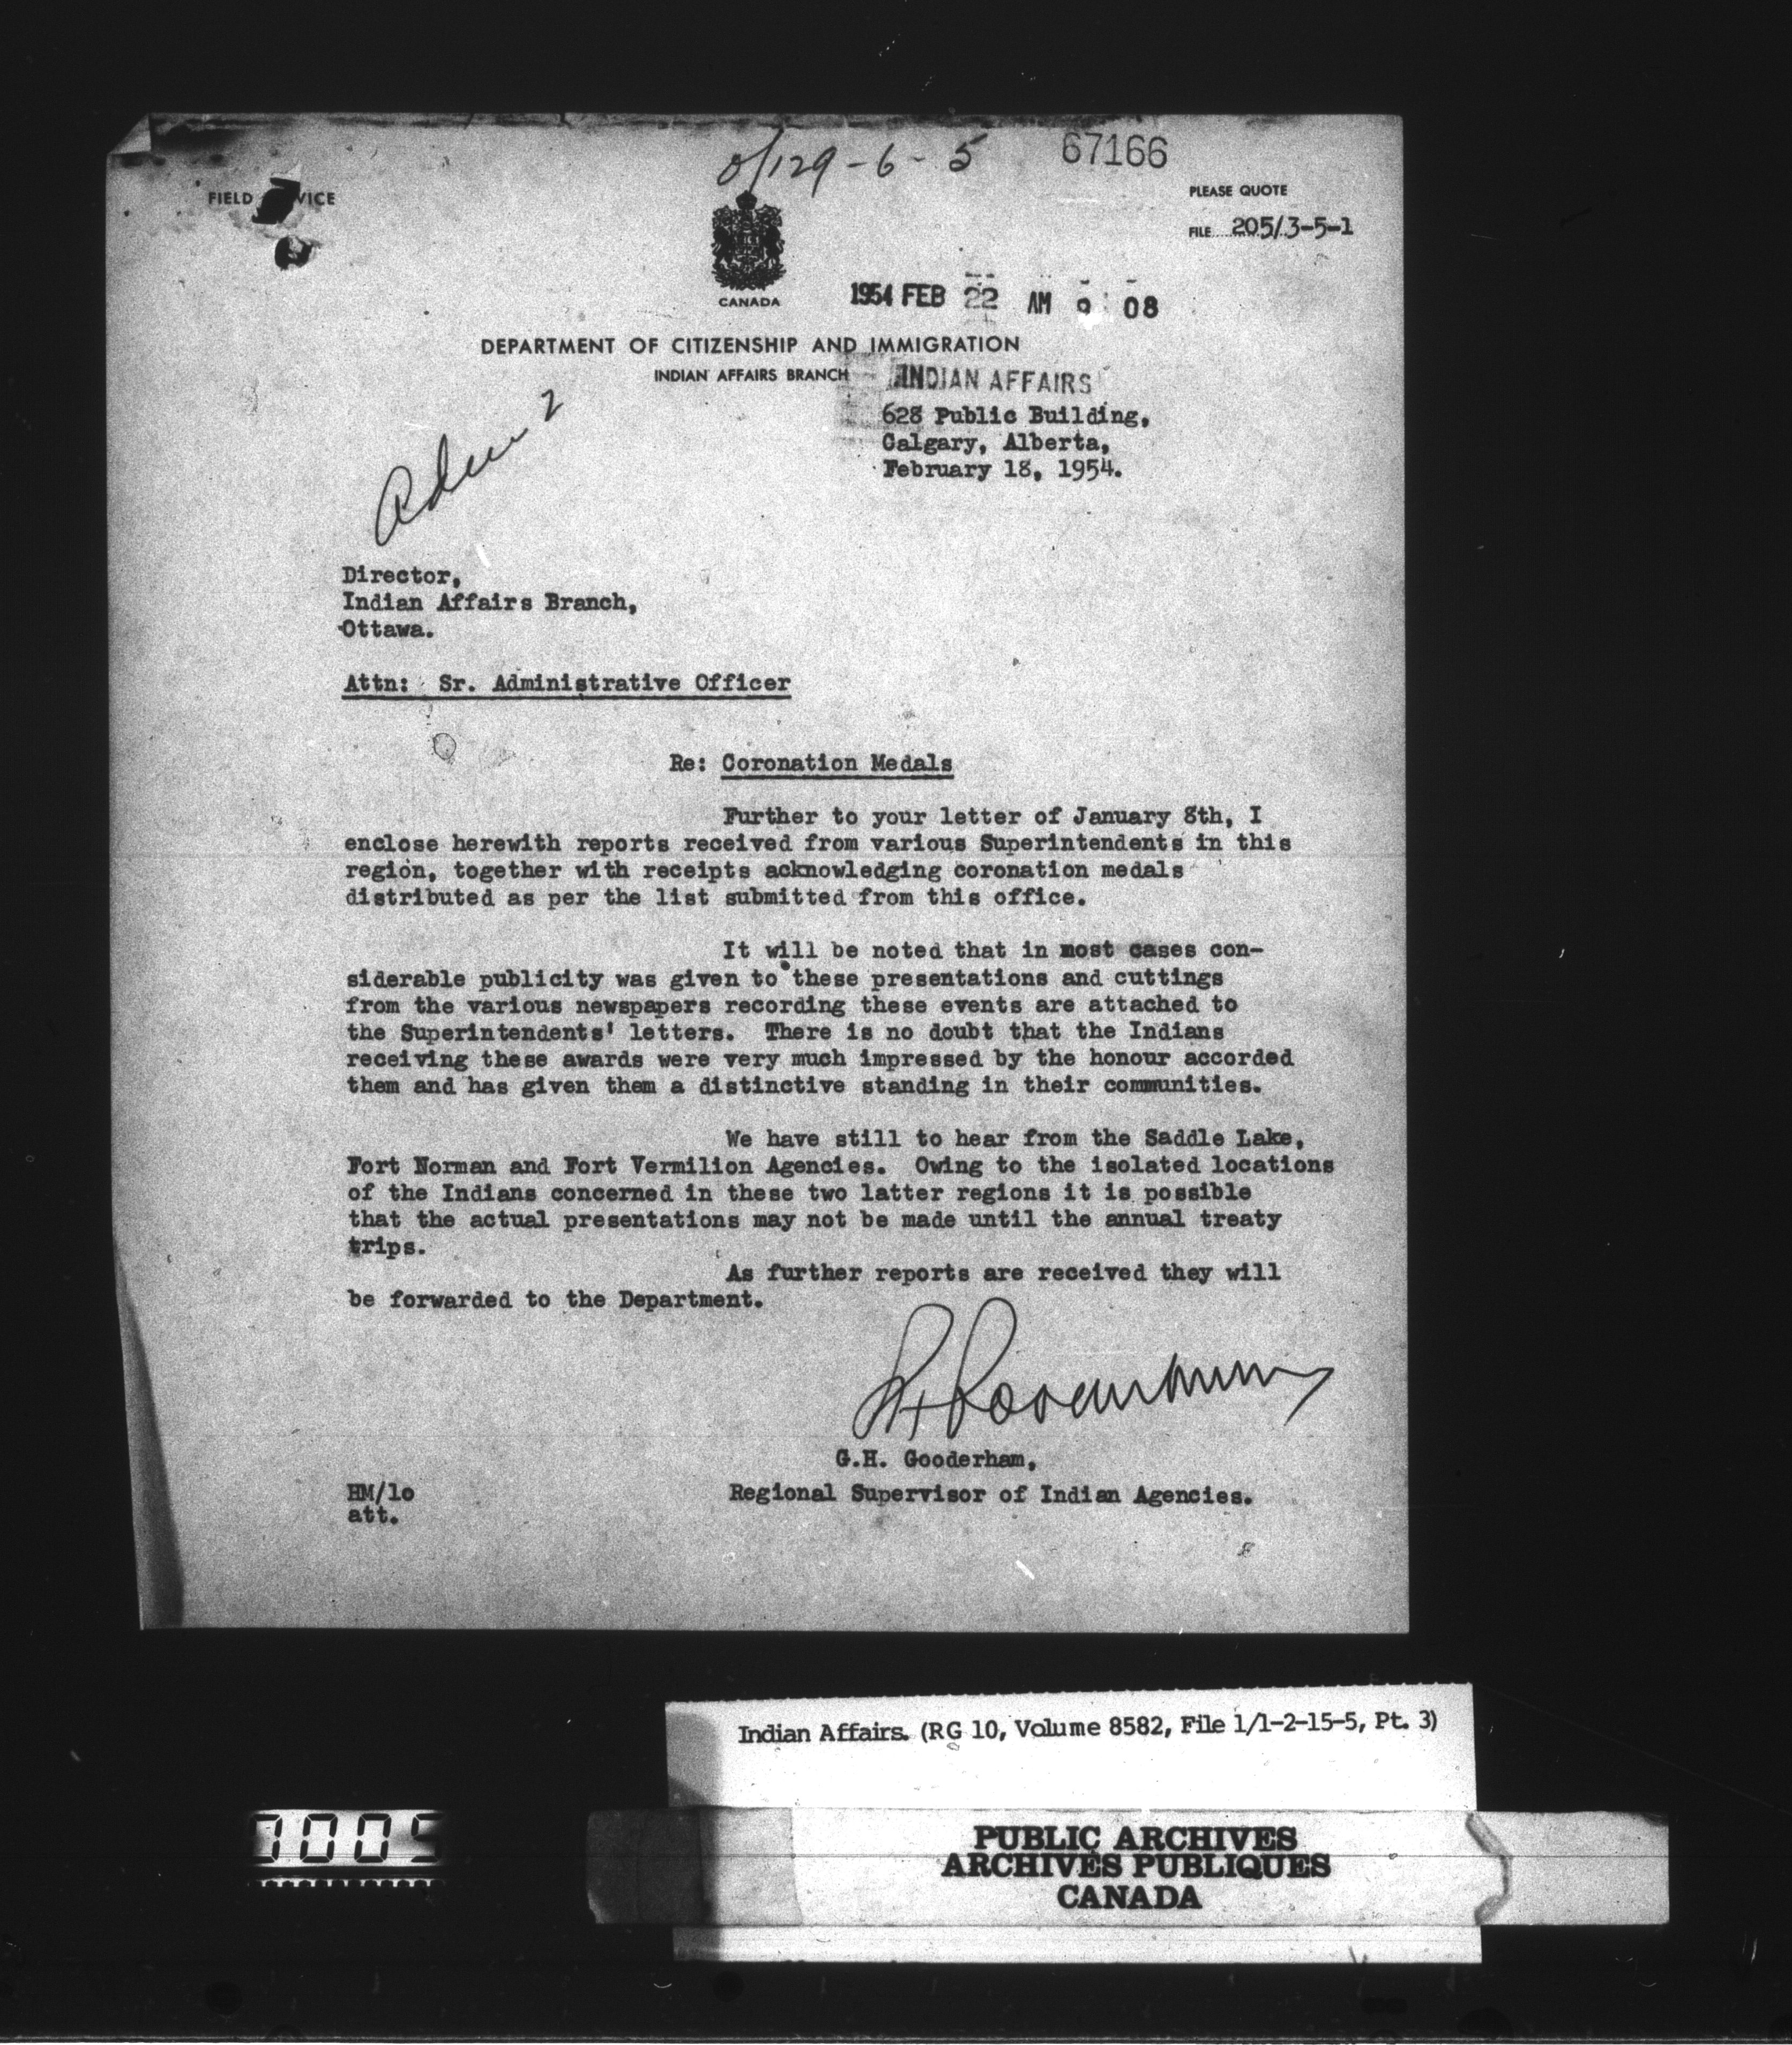 0/129-6-5
67166
FIELD VICE
PLEASE QUOTE
FILE 205/3-5-1
CANADA
1954 FEB 22 AM 9 08
DEPARTMENT OF CITIZENSHIP AND IMMIGRATION
INDIAN AFFAIRS BRANCH
INDIAN AFFAIRS
628 Public Building,
Calgary, Alberta,
February 18, 1954.
Director,
Indian Affairs Branch,
Ottawa.
Attn: Sr. Administrative Officer
Re: Coronation Medals
Further to your letter of January 8th, I
enclose herewith reports received from various Superintendents in this
region, together with receipts acknowledging coronation medals
distributed as per the list submitted from this office.
It will be noted that in most cases con-
siderable publicity was given to these presentations and cuttings
from the various newspapers recording these events are attached to
the Superintendents' letters. There is no doubt that the Indians
receiving these awards were very much impressed by the honour accorded
them and has given them a distinctive standing in their communities.
We have still to hear from the Saddle Lake,
Fort Norman and Fort Vermilion Agencies. Owing to the isolated locations
of the Indians concerned in these two latter regions it is possible
that the actual presentations may not be made until the annual treaty
trips.
As further reports are received they will
be forwarded to the Department.
G.H. Gooderham,
HM/lo
Regional Supervisor of Indian Agencies.
att.
Indian Affairs. (RG 10, Volume 8582, File 1/1-2-15-5, Pt. 3)
PUBLIC ARCHIVES
ARCHIVES PUBLIQUES
CANADA